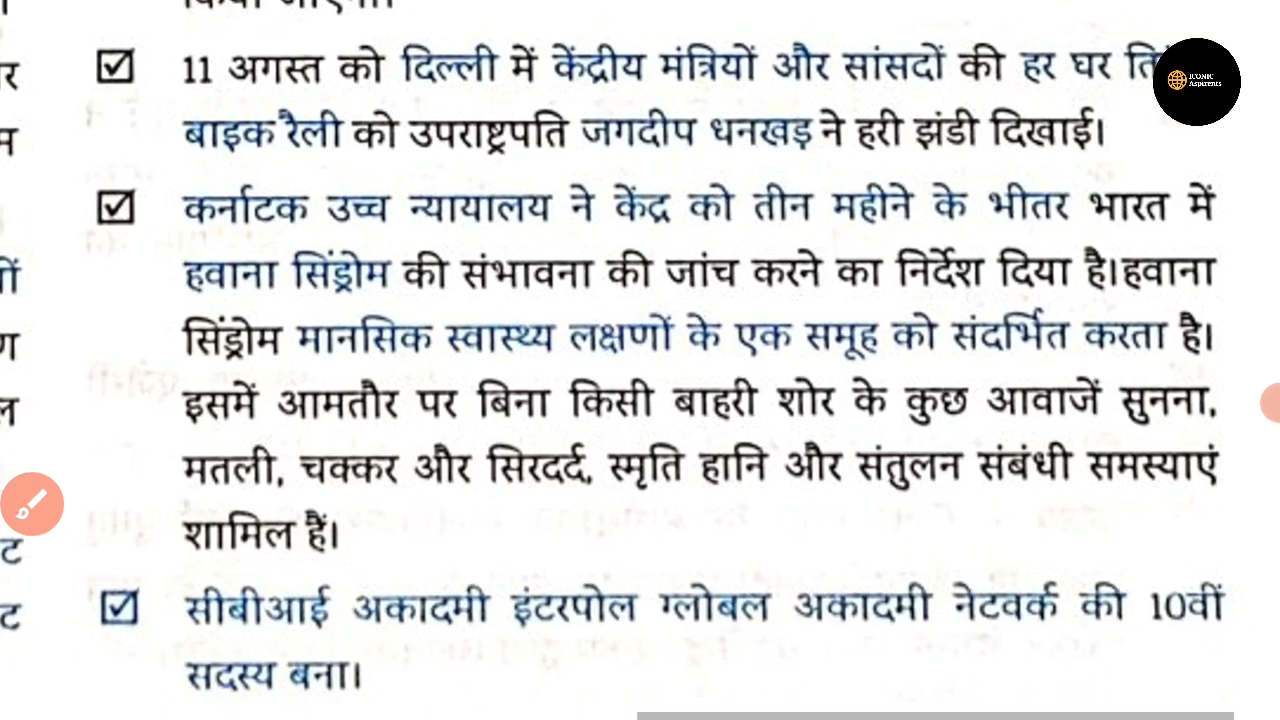 11 अगस्त को दिल्ली में केंद्रीय मंत्रियों और सांसदों की हर घर
बाइक रैली को उपराष्ट्रपति जगदीप धनखड़ ने हरी झंडी दिखाई।
कर्नाटक उच्च न्यायालय ने केंद्र को तीन महीने के भीतर भारत में
हवाना सिंड्रोम की संभावना की जांच करने का निर्देश दिया है।हवाना
सिंड्रोम मानसिक स्वास्थ्य लक्षणों के एक समूह को संदर्भित करता है।
इसमें आमतौर पर बिना किसी बाहरी शोर के कुछ आवाजें सुनना,
मतली, चक्कर और सिरदर्द, स्मृति हानि और संतुलन संबंधी समस्याएं
शामिल हैं।
सीबीआई अकादमी इंटरपोल ग्लोबल अकादमी नेटवर्क की 10वीं
सदस्य बना।
ICONIC
Aspirents